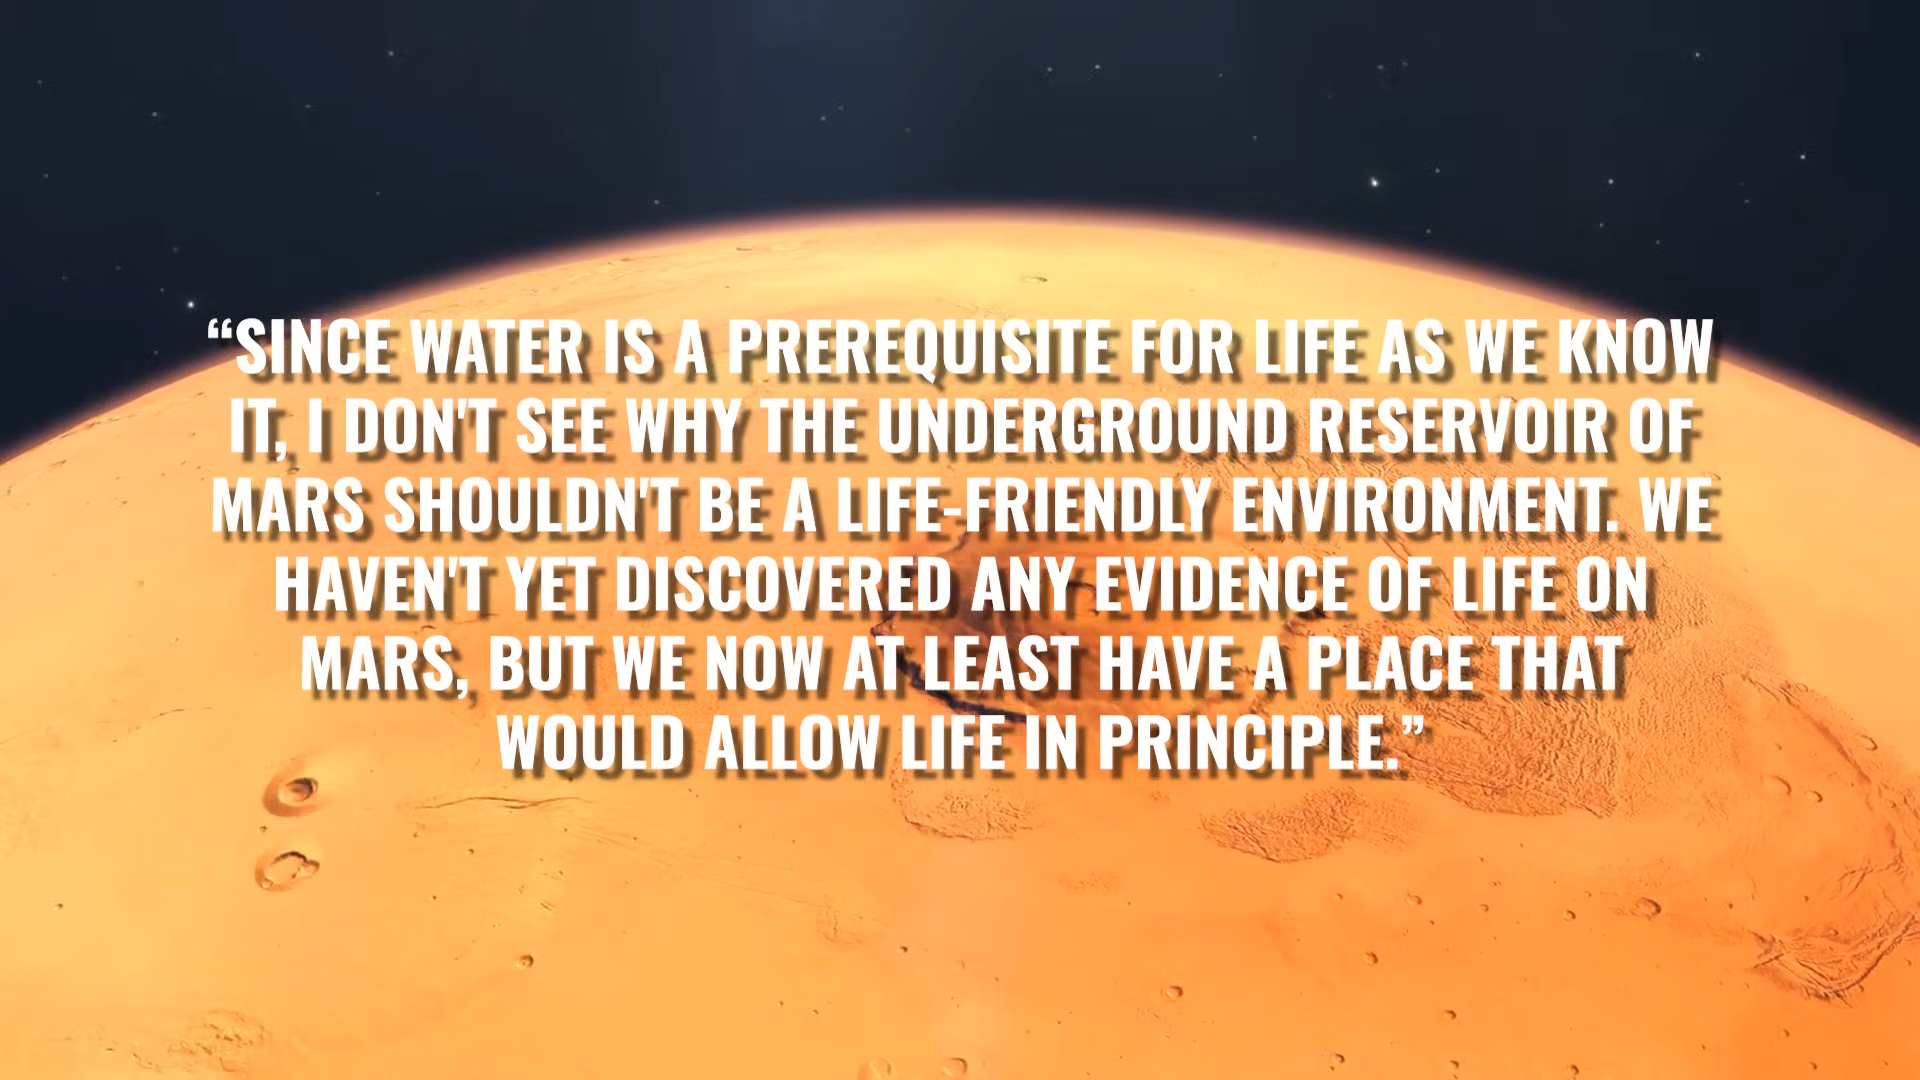 “SINCE WATER IS A PREREQUISITE FOR LIFE AS WE KNOW
IT, I DON'T SEE WHY THE UNDERGROUND RESERVOIR OF
MARS SHOULDN'T BE A LIFE-FRIENDLY ENVIRONMENT. WE
HAVEN'T YET DISCOVERED ANY EVIDENCE OF LIFE ON
MARS, BUT WE NOW AT LEAST HAVE A PLACE THAT
WOULD ALLOW LIFE IN PRINCIPLE.”